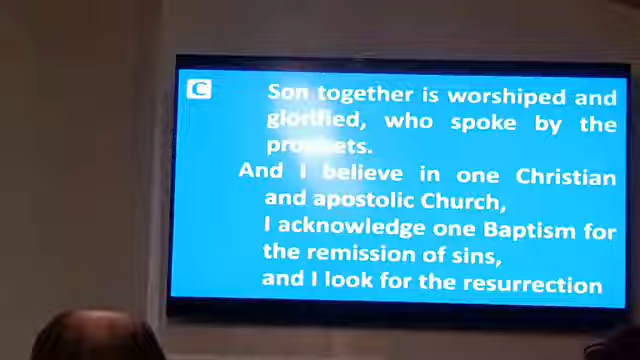 C Son together is worshiped and
glorified, who spoke by the
prophets.
And I believe in one Christian
and apostolic Church,
I acknowledge one Baptism for
the remission of sins,
and I look for the resurrection